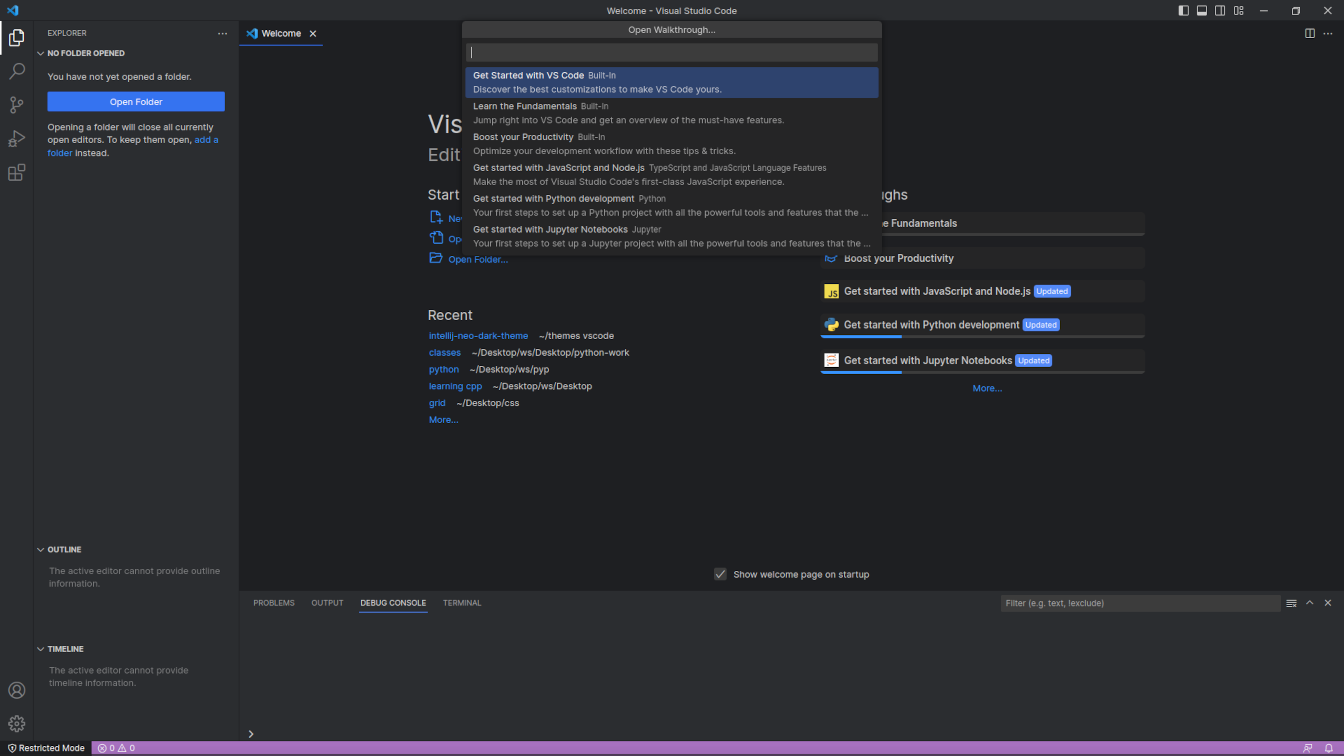 Welcome - Visual Studio Code
EXPLORER
NO FOLDER OPENED
You have not yet opened a folder.
Open Folder
Opening a folder will close all currently
open editors. To keep them open, add a
folder instead.
OUTLINE
The active editor cannot provide outline
information.
TIMELINE
The active editor cannot provide
timeline information.
Welcome
Open Walkthrough...
Get Started with VS Code Built-In
Discover the best customizations to make VS Code yours.
Learn the Fundamentals Built-In
Jump right into VS Code and get an overview of the must-have features.
Boost your Productivity Built-In
Optimize your development workflow with these tips & tricks.
Get started with JavaScript and Node.js TypeScript and JavaScript Language Features
Make the most of Visual Studio Code's first-class JavaScript experience.
Get started with Python development Python
Your first steps to set up a Python project with all the powerful tools and features that the ...
Get started with Jupyter Notebooks Jupyter
Your first steps to set up a Jupyter project with all the powerful tools and features that the ...
Vis
Edit
Start
Ne
Op
Open Folder...
Recent
intellij-neo-dark-theme ~/themes vscode
classes ~/Desktop/ws/Desktop/python-work
python ~/Desktop/ws/pyp
learning cpp ~/Desktop/ws/Desktop
grid ~/Desktop/css
More...
ughs
e Fundamentals
Boost your Productivity
JS Get started with JavaScript and Node.js Updated
Get started with Python development Updated
Get started with Jupyter Notebooks Updated
More...
Show welcome page on startup
PROBLEMS OUTPUT DEBUG CONSOLE TERMINAL
Filter (e.g. text, !exclude)
Restricted Mode 0 0